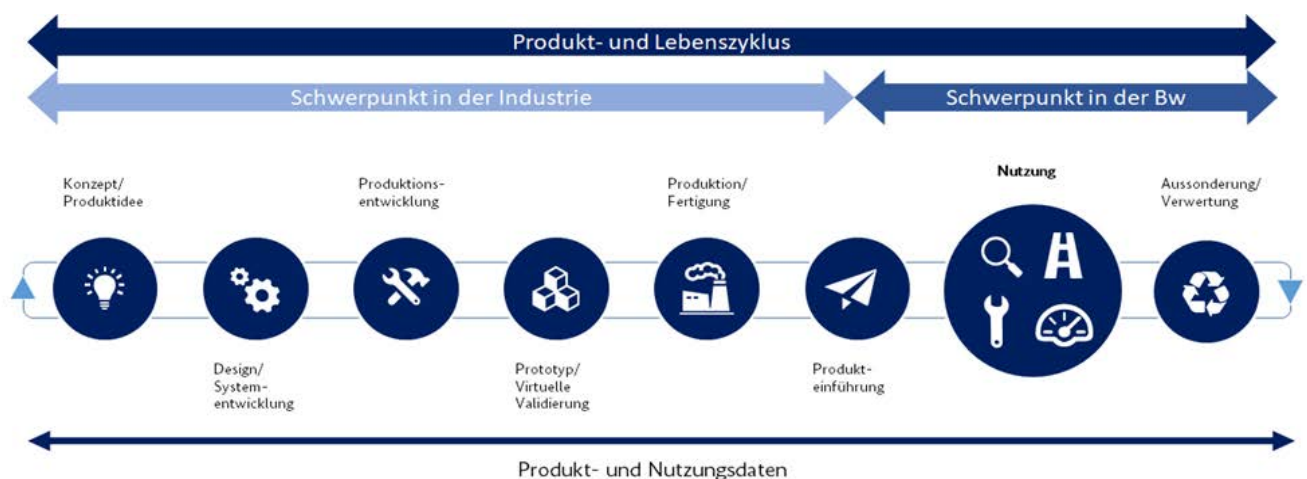 Produkt- und Lebenszyklus
Schwerpunkt in der Industrie
Schwerpunkt in der Bw
Konzept/
Produktidee
Design/
System-
entwicklung
Produktions-
entwicklung
Prototyp/
Virtuelle
Validierung
Produktion/
Fertigung
Produkt-
einführung
Nutzung
Aussonderung/
Verwertung
Produkt- und Nutzungsdaten